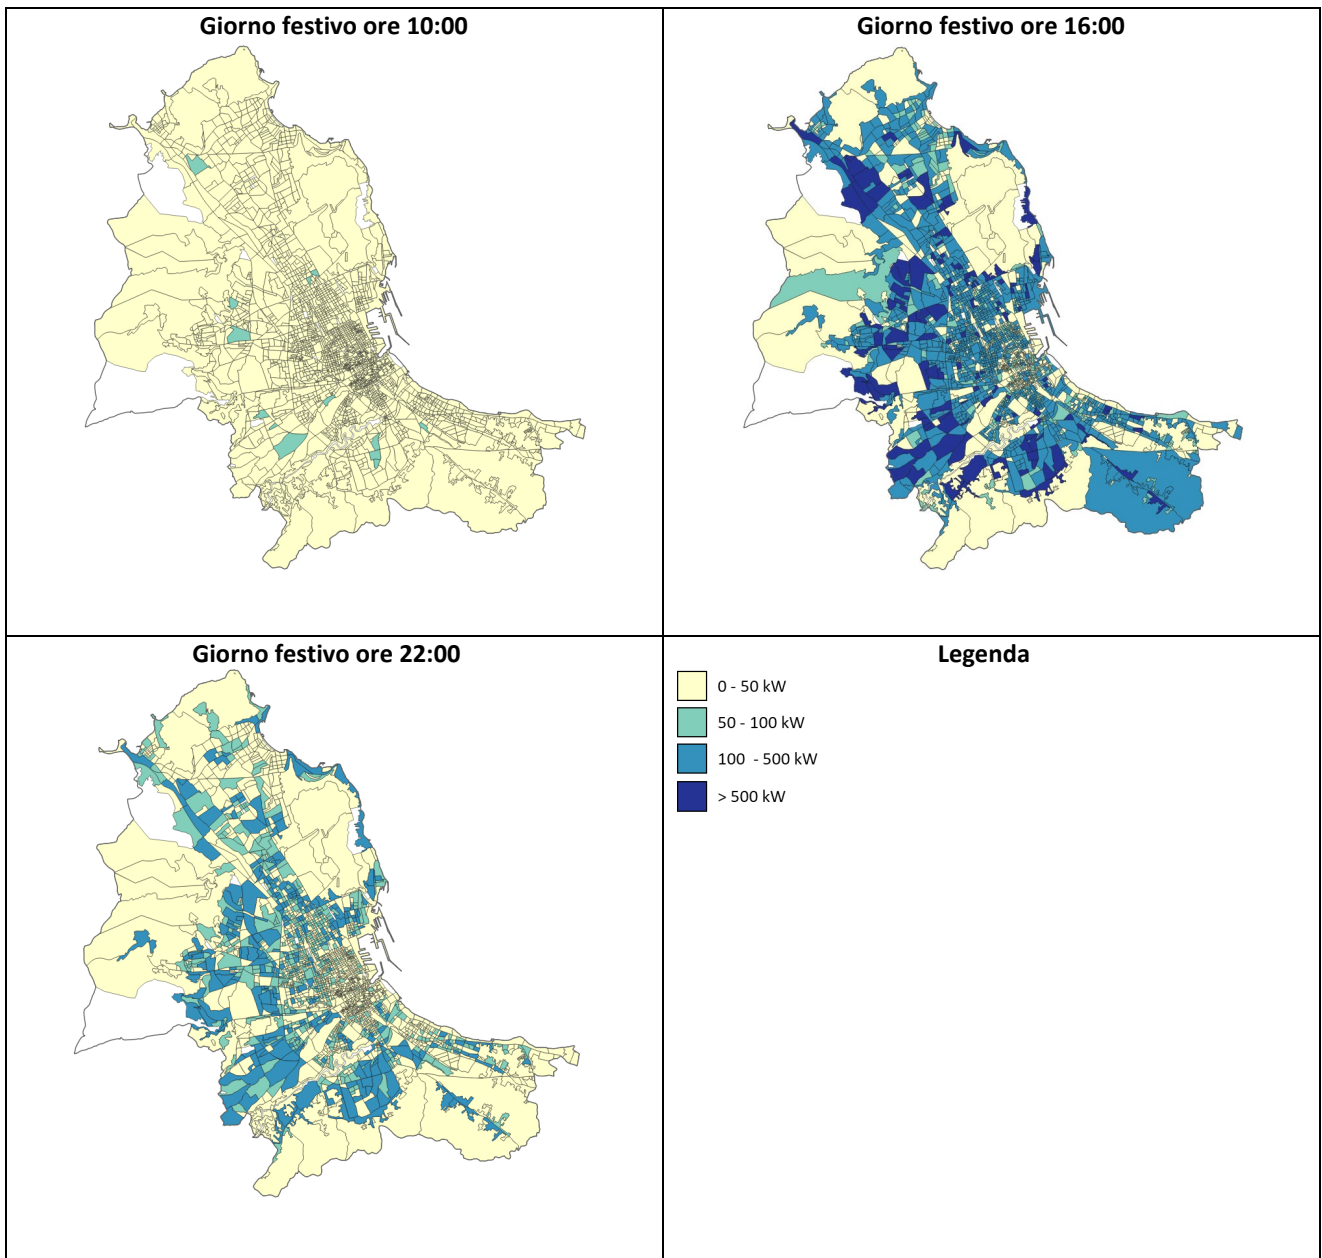 Giorno festivo ore 10:00
Giorno festivo ore 16:00
Giorno festivo ore 22:00
Legenda
0 - 50 kW
50 - 100 kW
100  - 500 kW
> 500 kW